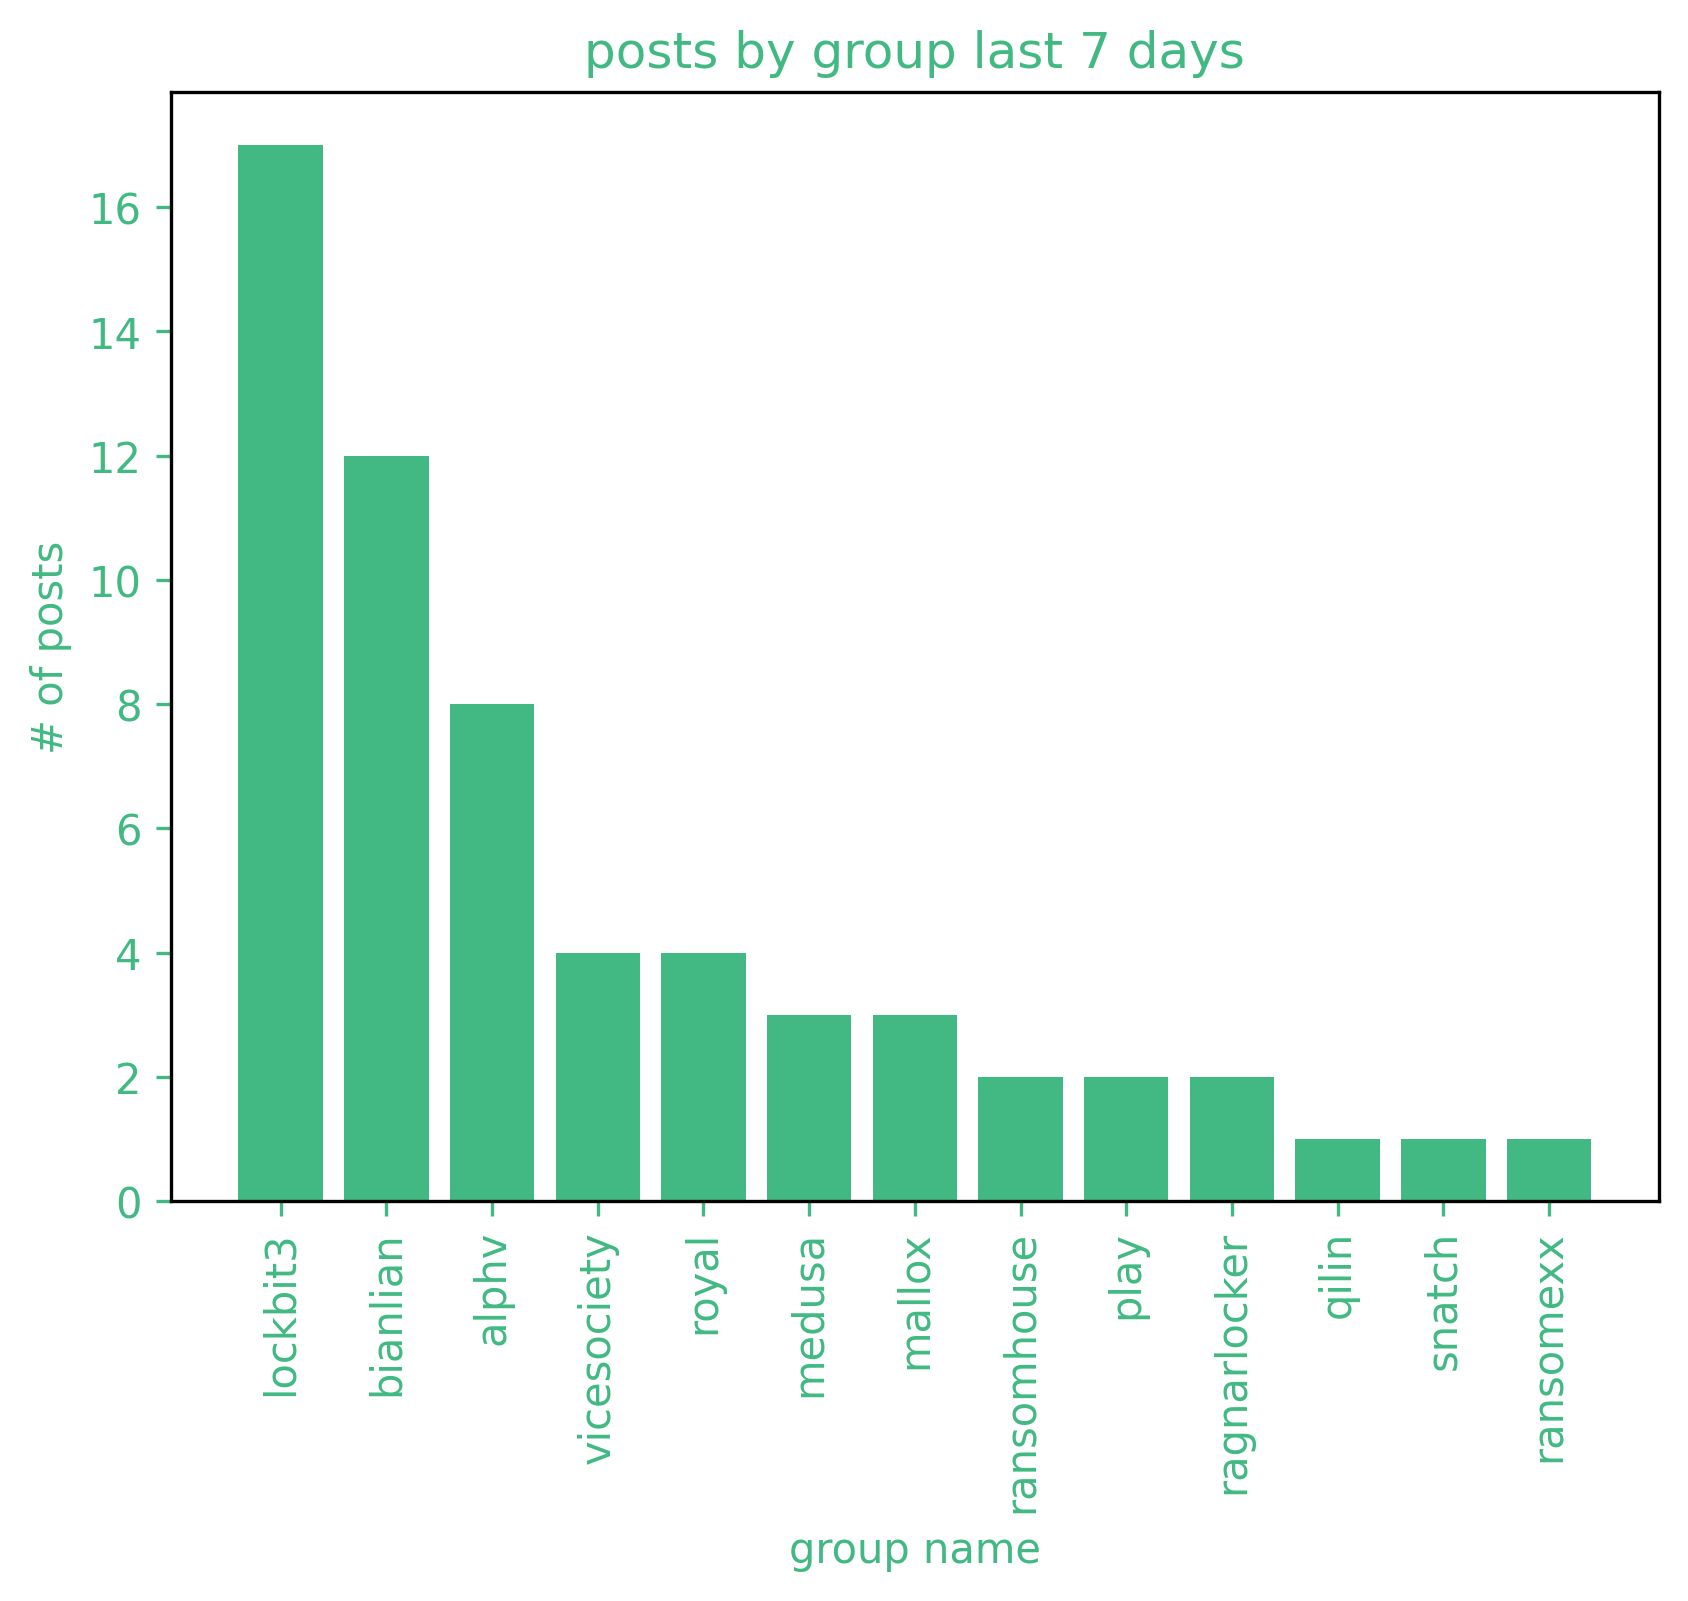 posts by group last 7 days
# of posts
16
14
12
10
8
6
4
2
0
lockbit3
bianlian
alphv
vicesociety
royal
medusa
mallox
ransomhouse
play
ragnarlocker
qilin
snatch
ransomexx
group name